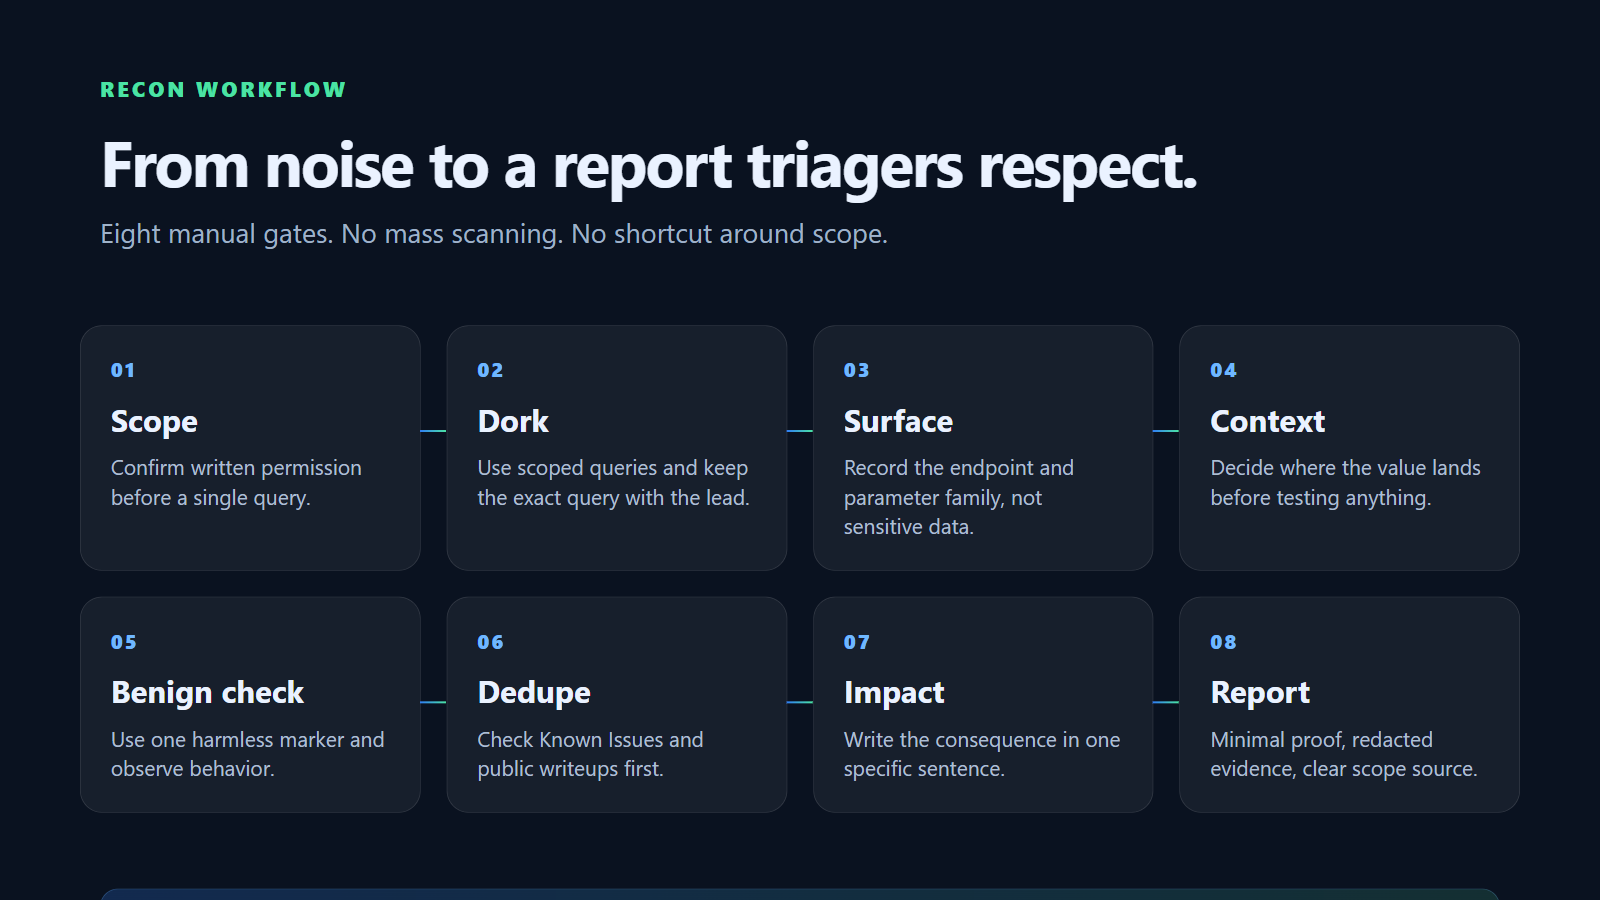 RECON WORKFLOW
From noise to a report triagers respect.
Eight manual gates. No mass scanning. No shortcut around scope.
01
Scope
Confirm written permission
before a single query.
02
Dork
Use scoped queries and keep
the exact query with the lead.
03
Surface
Record the endpoint and
parameter family, not
sensitive data.
04
Context
Decide where the value lands
before testing anything.
05
Benign check
Use one harmless marker and
observe behavior.
06
Dedupe
Check Known Issues and
public writeups first.
07
Impact
Write the consequence in one
specific sentence.
08
Report
Minimal proof, redacted
evidence, clear scope source.